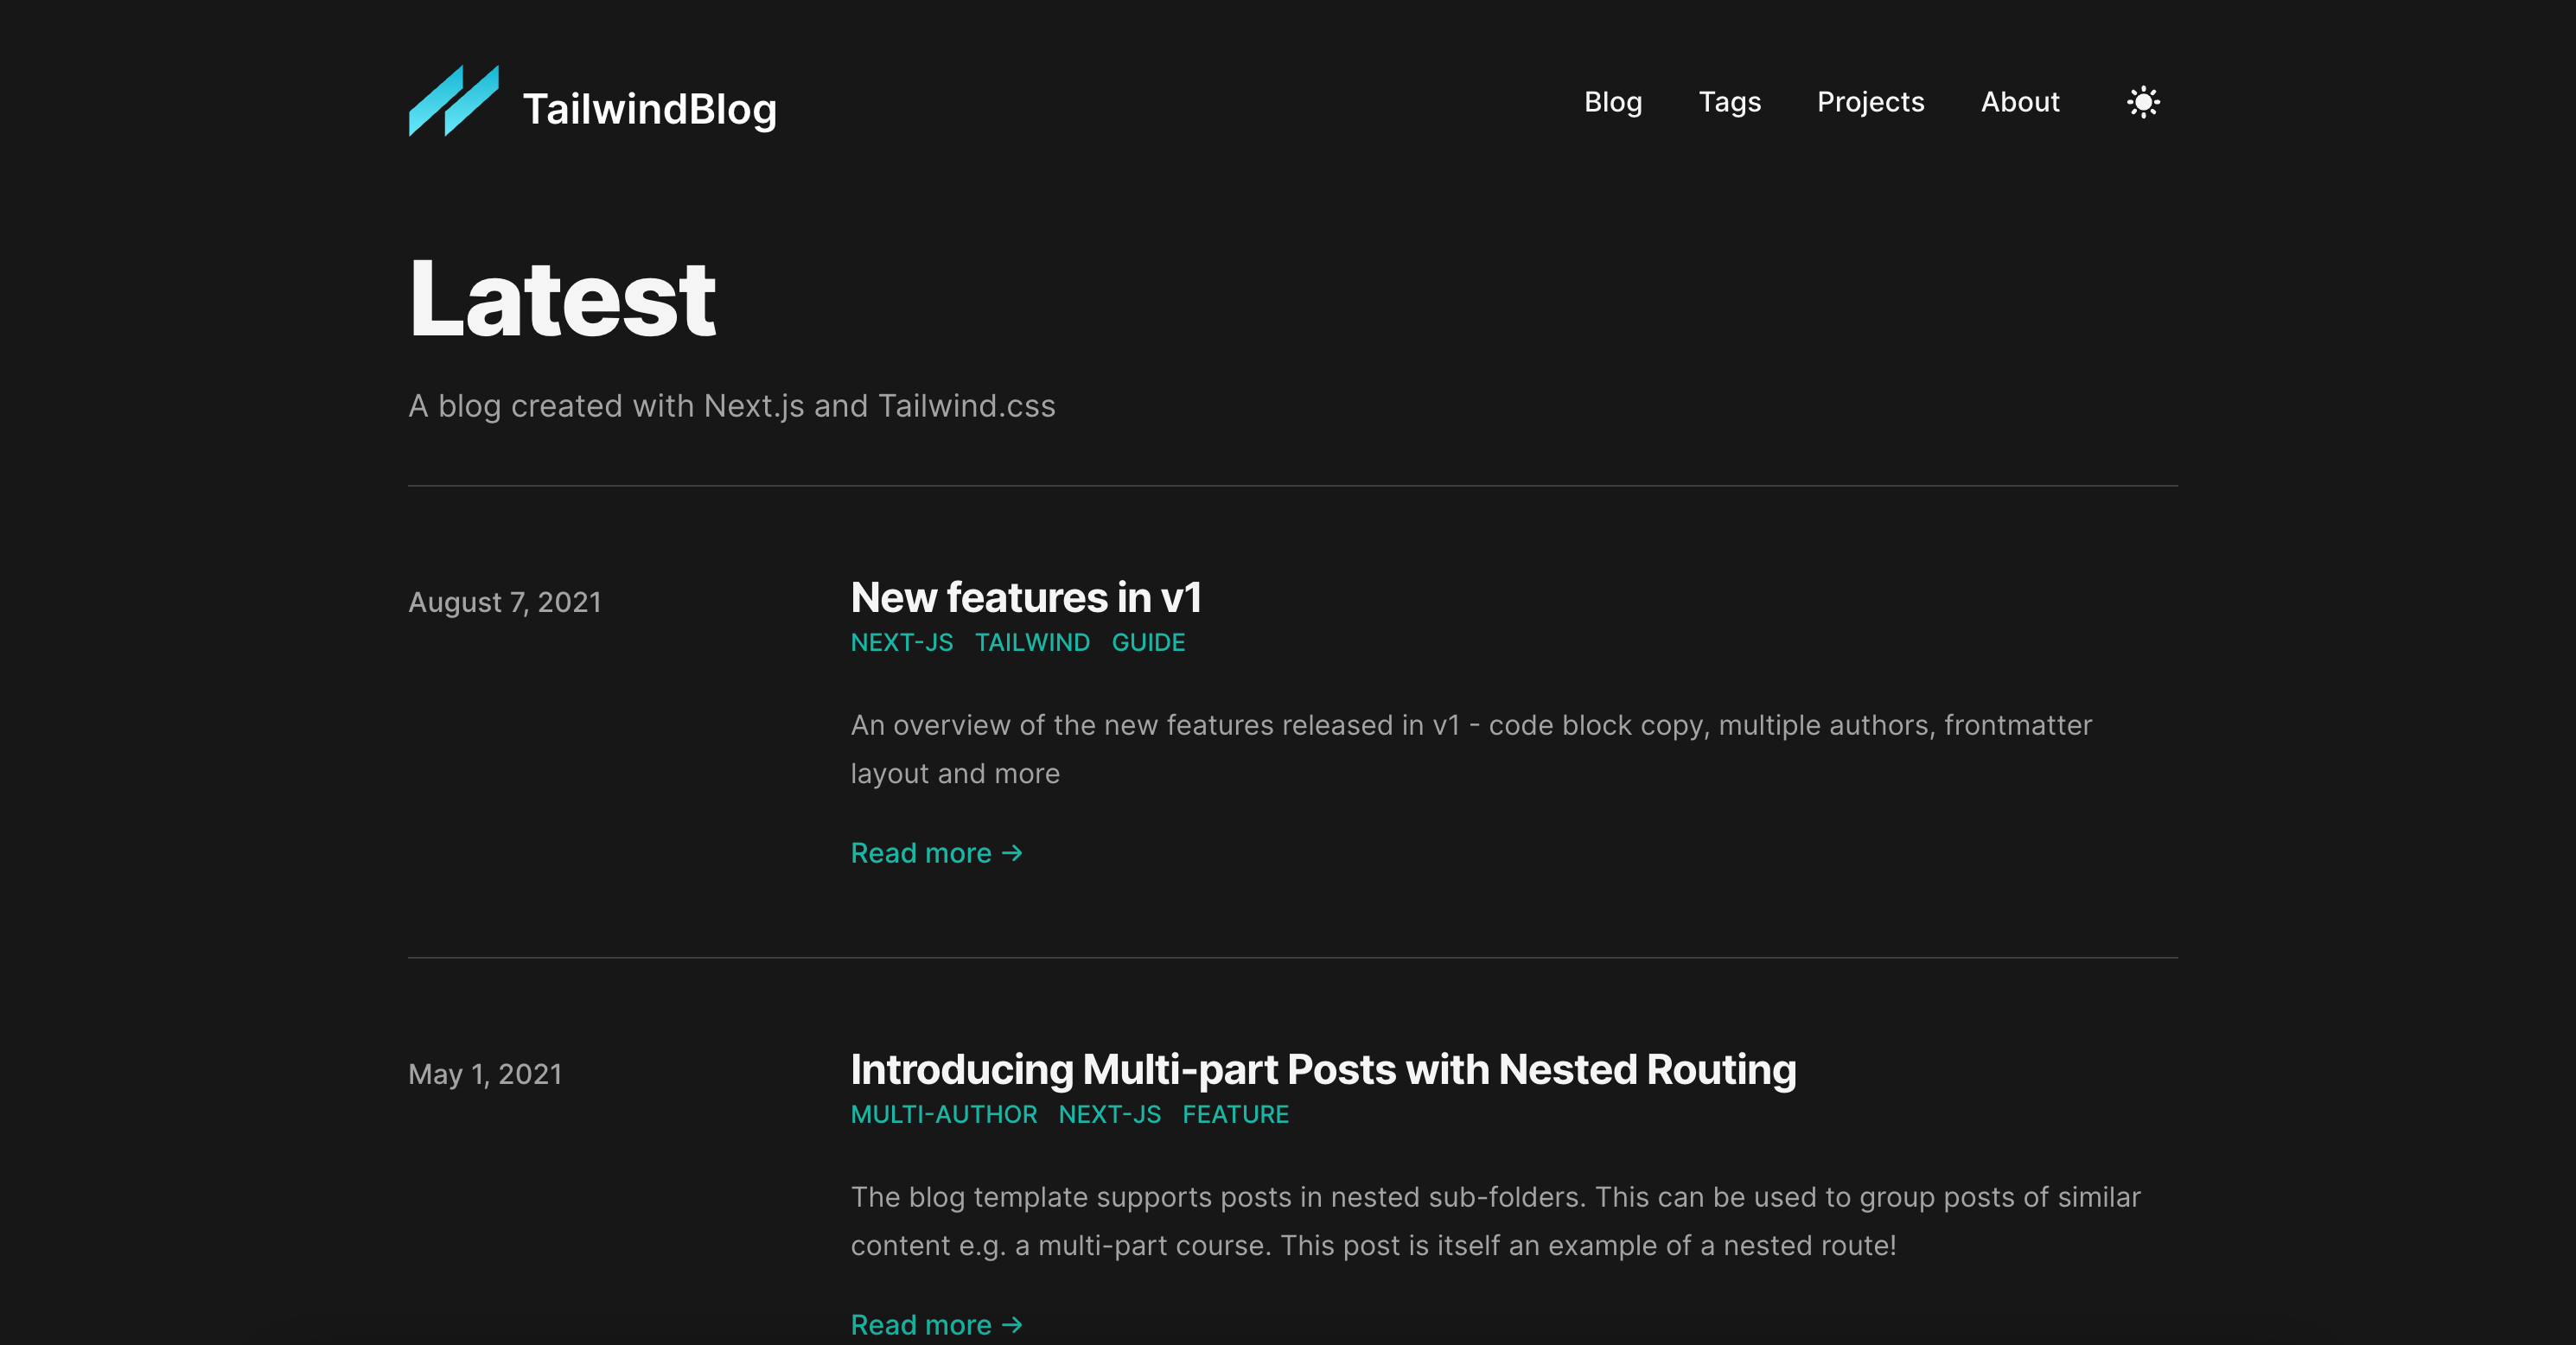 TailwindBlog
Blog Tags Projects About
Latest
A blog created with Next.js and Tailwind.css
August 7, 2021
New features in v1
NEXT-JS TAILWIND GUIDE
An overview of the new features released in v1 - code block copy, multiple authors, frontmatter
layout and more
Read more →
May 1, 2021
Introducing Multi-part Posts with Nested Routing
MULTI-AUTHOR NEXT-JS FEATURE
The blog template supports posts in nested sub-folders. This can be used to group posts of similar
content e.g. a multi-part course. This post is itself an example of a nested route!
Read more →